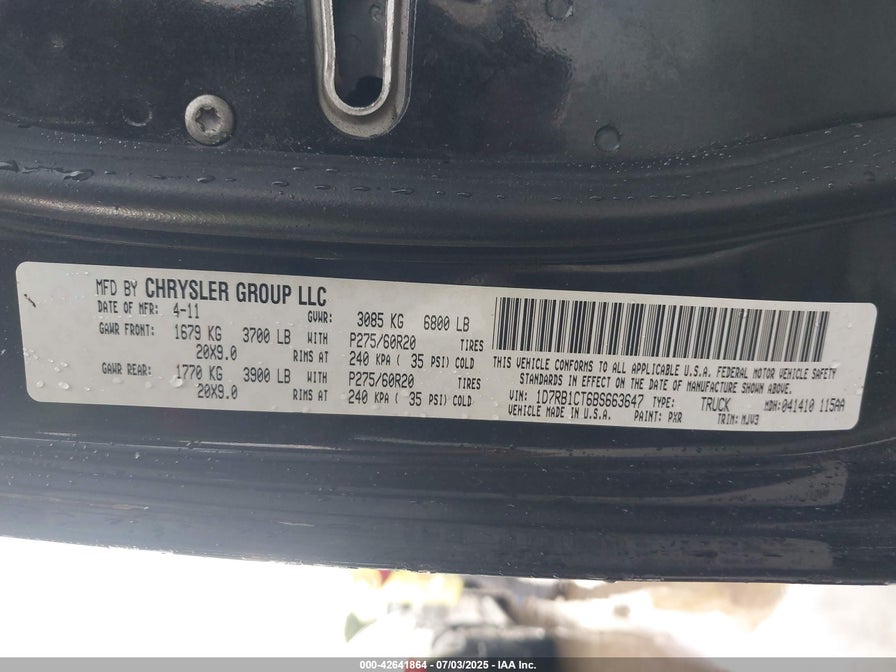 MFD BY CHRYSLER GROUP LLC
DATE OF MFR: 4-11 GVWR: 3085 KG 6800 LB
GAWR FRONT: 1679 KG 3700 LB WITH P275/60R20 TIRES
20X9.0 RIMS AT 240 KPA ( 35 PSI) COLD
GAWR REAR: 1770 KG 3900 LB WITH P275/60R20 TIRES
20X9.0 RIMS AT 240 KPA ( 35 PSI) COLD
THIS VEHICLE CONFORMS TO ALL APPLICABLE U.S.A. FEDERAL MOTOR VEHICLE SAFETY
STANDARDS IN EFFECT ON THE DATE OF MANUFACTURE SHOWN ABOVE.
VIN: 1D7RB1CT6BS663647 TYPE: TRUCK MDH:041410 115AA
VEHICLE MADE IN U.S.A. PAINT: PXR TRIM: MJV3
000-42641864 - 07/03/2025 - IAA Inc.